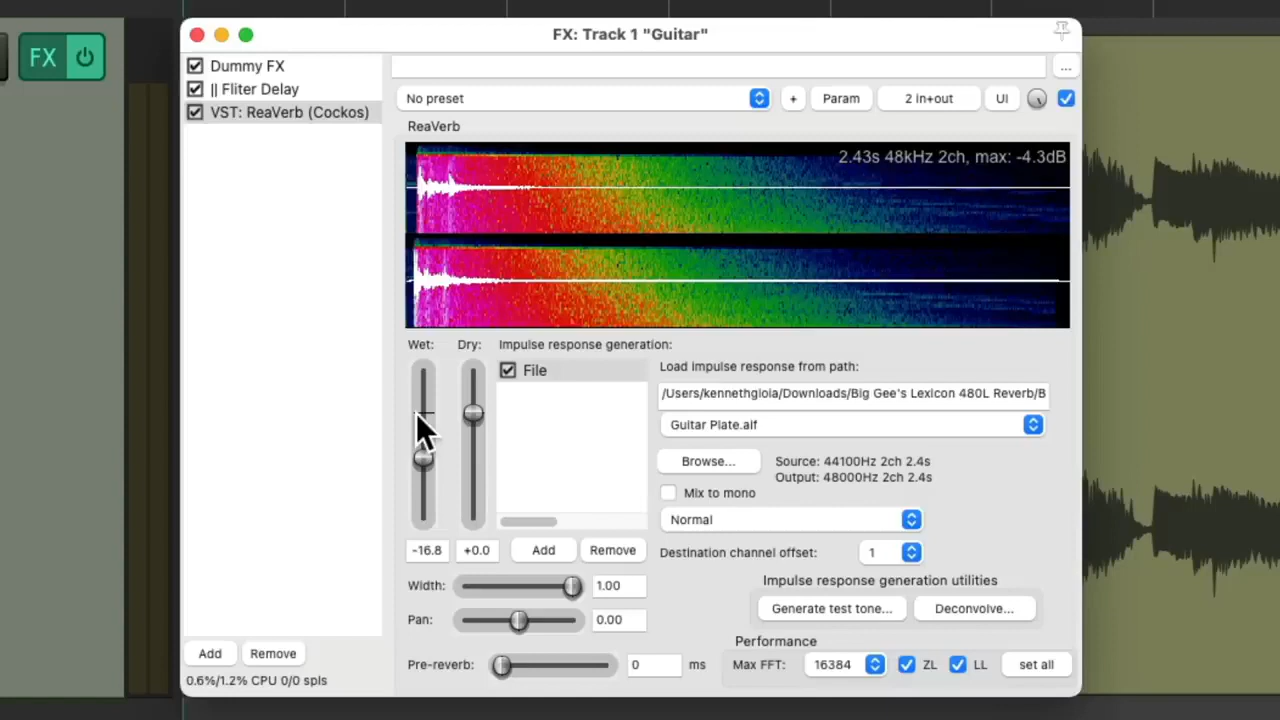 FX: Track 1 "Guitar"
FX
Dummy FX
|| Fliter Delay
VST: ReaVerb (Cockos)
...
No preset
+
Param
2 in+out
UI
ReaVerb
2.43s 48kHz 2ch, max: -4.3dB
Wet:
Dry:
Impulse response generation:
File
Load impulse response from path:
/Users/kennethgioia/Downloads/Big Gee's Lexicon 480L Reverb/B
Guitar Plate.aif
Browse...
Source: 44100Hz 2ch 2.4s
Output: 48000Hz 2ch 2.4s
Mix to mono
Normal
-16.8
+0.0
Add
Remove
Destination channel offset:
1
Width:
1.00
Impulse response generation utilities
Generate test tone...
Deconvolve...
Pan:
0.00
Performance
Pre-reverb:
0
ms
Max FFT:
16384
ZL
LL
set all
Add
Remove
0.6%/1.2% CPU 0/0 spls